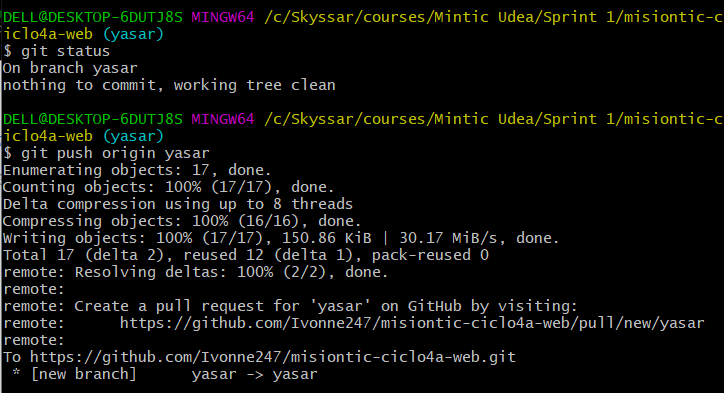 DELL@DESKTOP-6DUTJ8S MINGW64 /c/Skyssar/courses/Mintic Udea/Sprint 1/misiontic-c
iclo4a-web (yasar)
$ git status
On branch yasar
nothing to commit, working tree clean
DELL@DESKTOP-6DUTJ8S MINGW64 /c/Skyssar/courses/Mintic Udea/Sprint 1/misiontic-c
iclo4a-web (yasar)
$ git push origin yasar
Enumerating objects: 17, done.
Counting objects: 100% (17/17), done.
Delta compression using up to 8 threads
Compressing objects: 100% (16/16), done.
Writing objects: 100% (17/17), 150.86 KiB | 30.17 MiB/s, done.
Total 17 (delta 2), reused 12 (delta 1), pack-reused 0
remote: Resolving deltas: 100% (2/2), done.
remote:
remote: Create a pull request for 'yasar' on GitHub by visiting:
remote:      https://github.com/Ivonne247/misiontic-ciclo4a-web/pull/new/yasar
remote:
To https://github.com/Ivonne247/misiontic-ciclo4a-web.git
 * [new branch]      yasar -> yasar